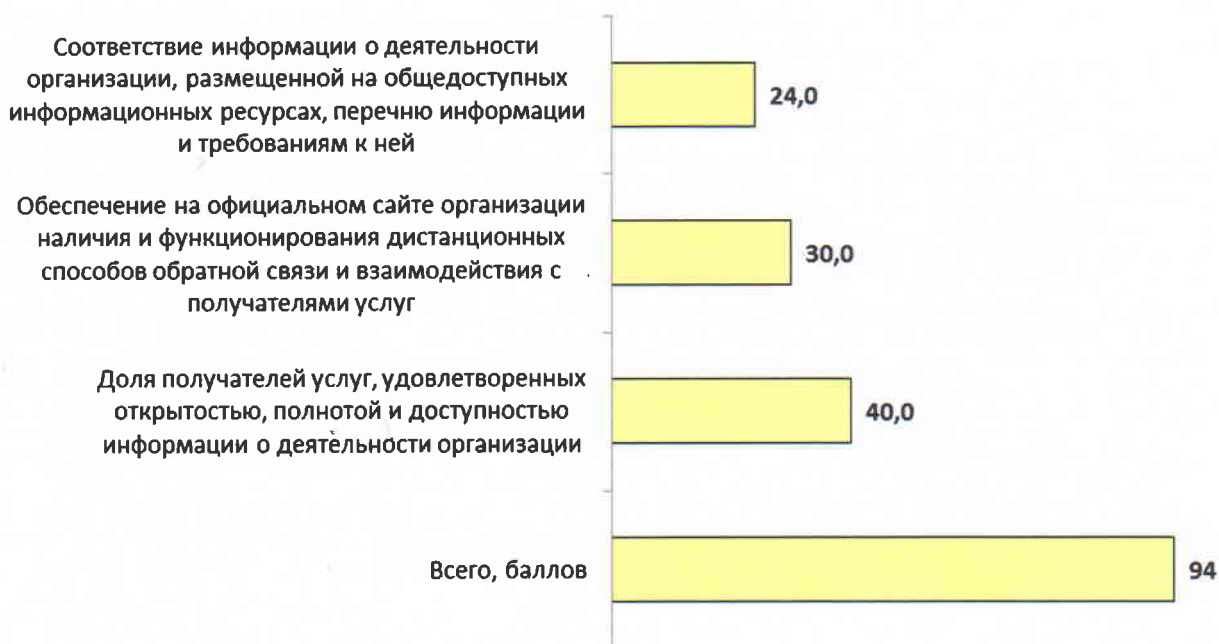 Соответствие информации о деятельности
организации, размещенной на общедоступных
информационных ресурсах, перечню информации
и требованиям к ней
24,0
Обеспечение на официальном сайте организации
наличия и функционирования дистанционных
способов обратной связи и взаимодействия с
получателями услуг
30,0
Доля получателей услуг, удовлетворенных
открытостью, полнотой и доступностью
информации о деятельности организации
40,0
Всего, баллов
94